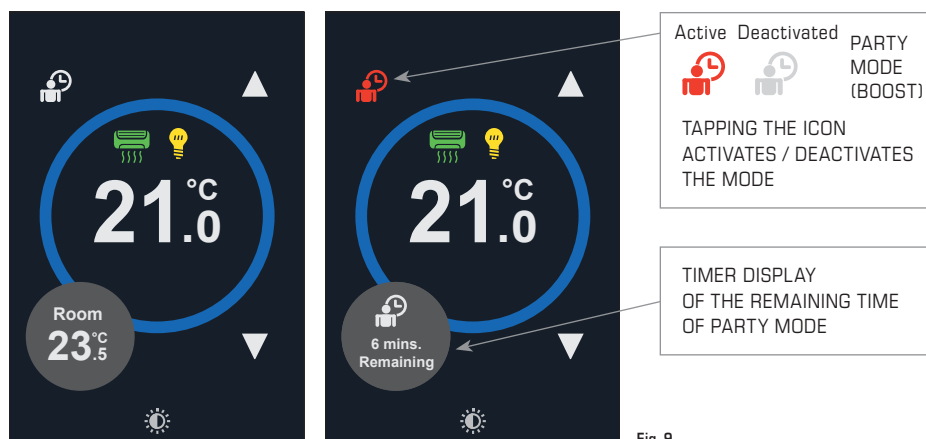 21.0 °C
Room
23.5 °C
21.0 °C
6 mins.
Remaining
Active Deactivated
PARTY
MODE
(BOOST)
TAPPING THE ICON
ACTIVATES / DEACTIVATES
THE MODE
TIMER DISPLAY
OF THE REMAINING TIME
OF PARTY MODE
Fig. 9